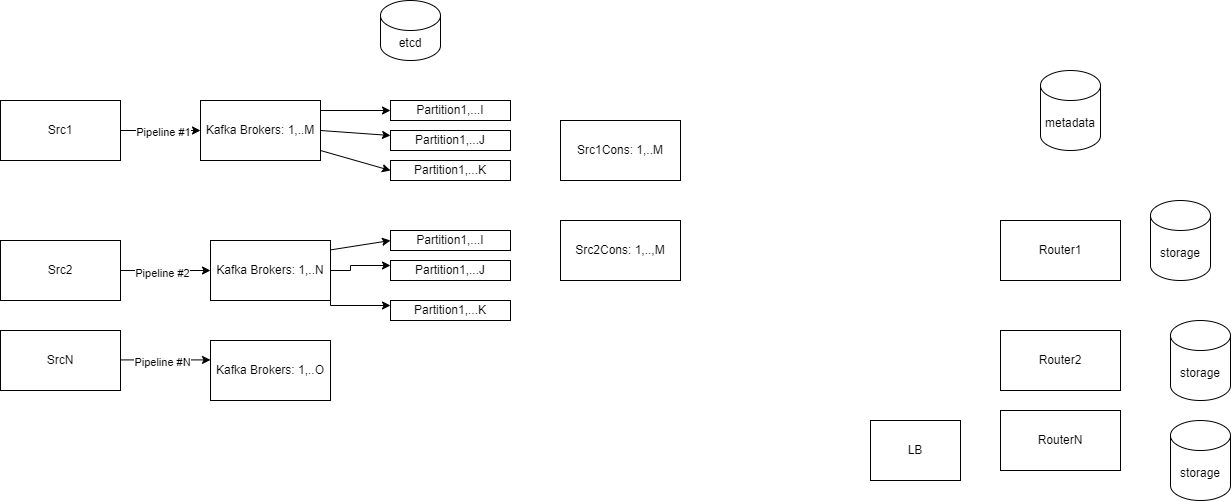 etcd
metadata
Src1
Pipeline #1
Kafka Brokers: 1,..M
Partition1,...I
Partition1,...J
Partition1,...K
Src1Cons: 1,..M
Src2
Pipeline #2
Kafka Brokers: 1,..N
Partition1,...I
Partition1,...J
Partition1,...K
Src2Cons: 1,..,M
Router1
storage
SrcN
Pipeline #N
Kafka Brokers: 1,..O
Router2
storage
LB
RouterN
storage